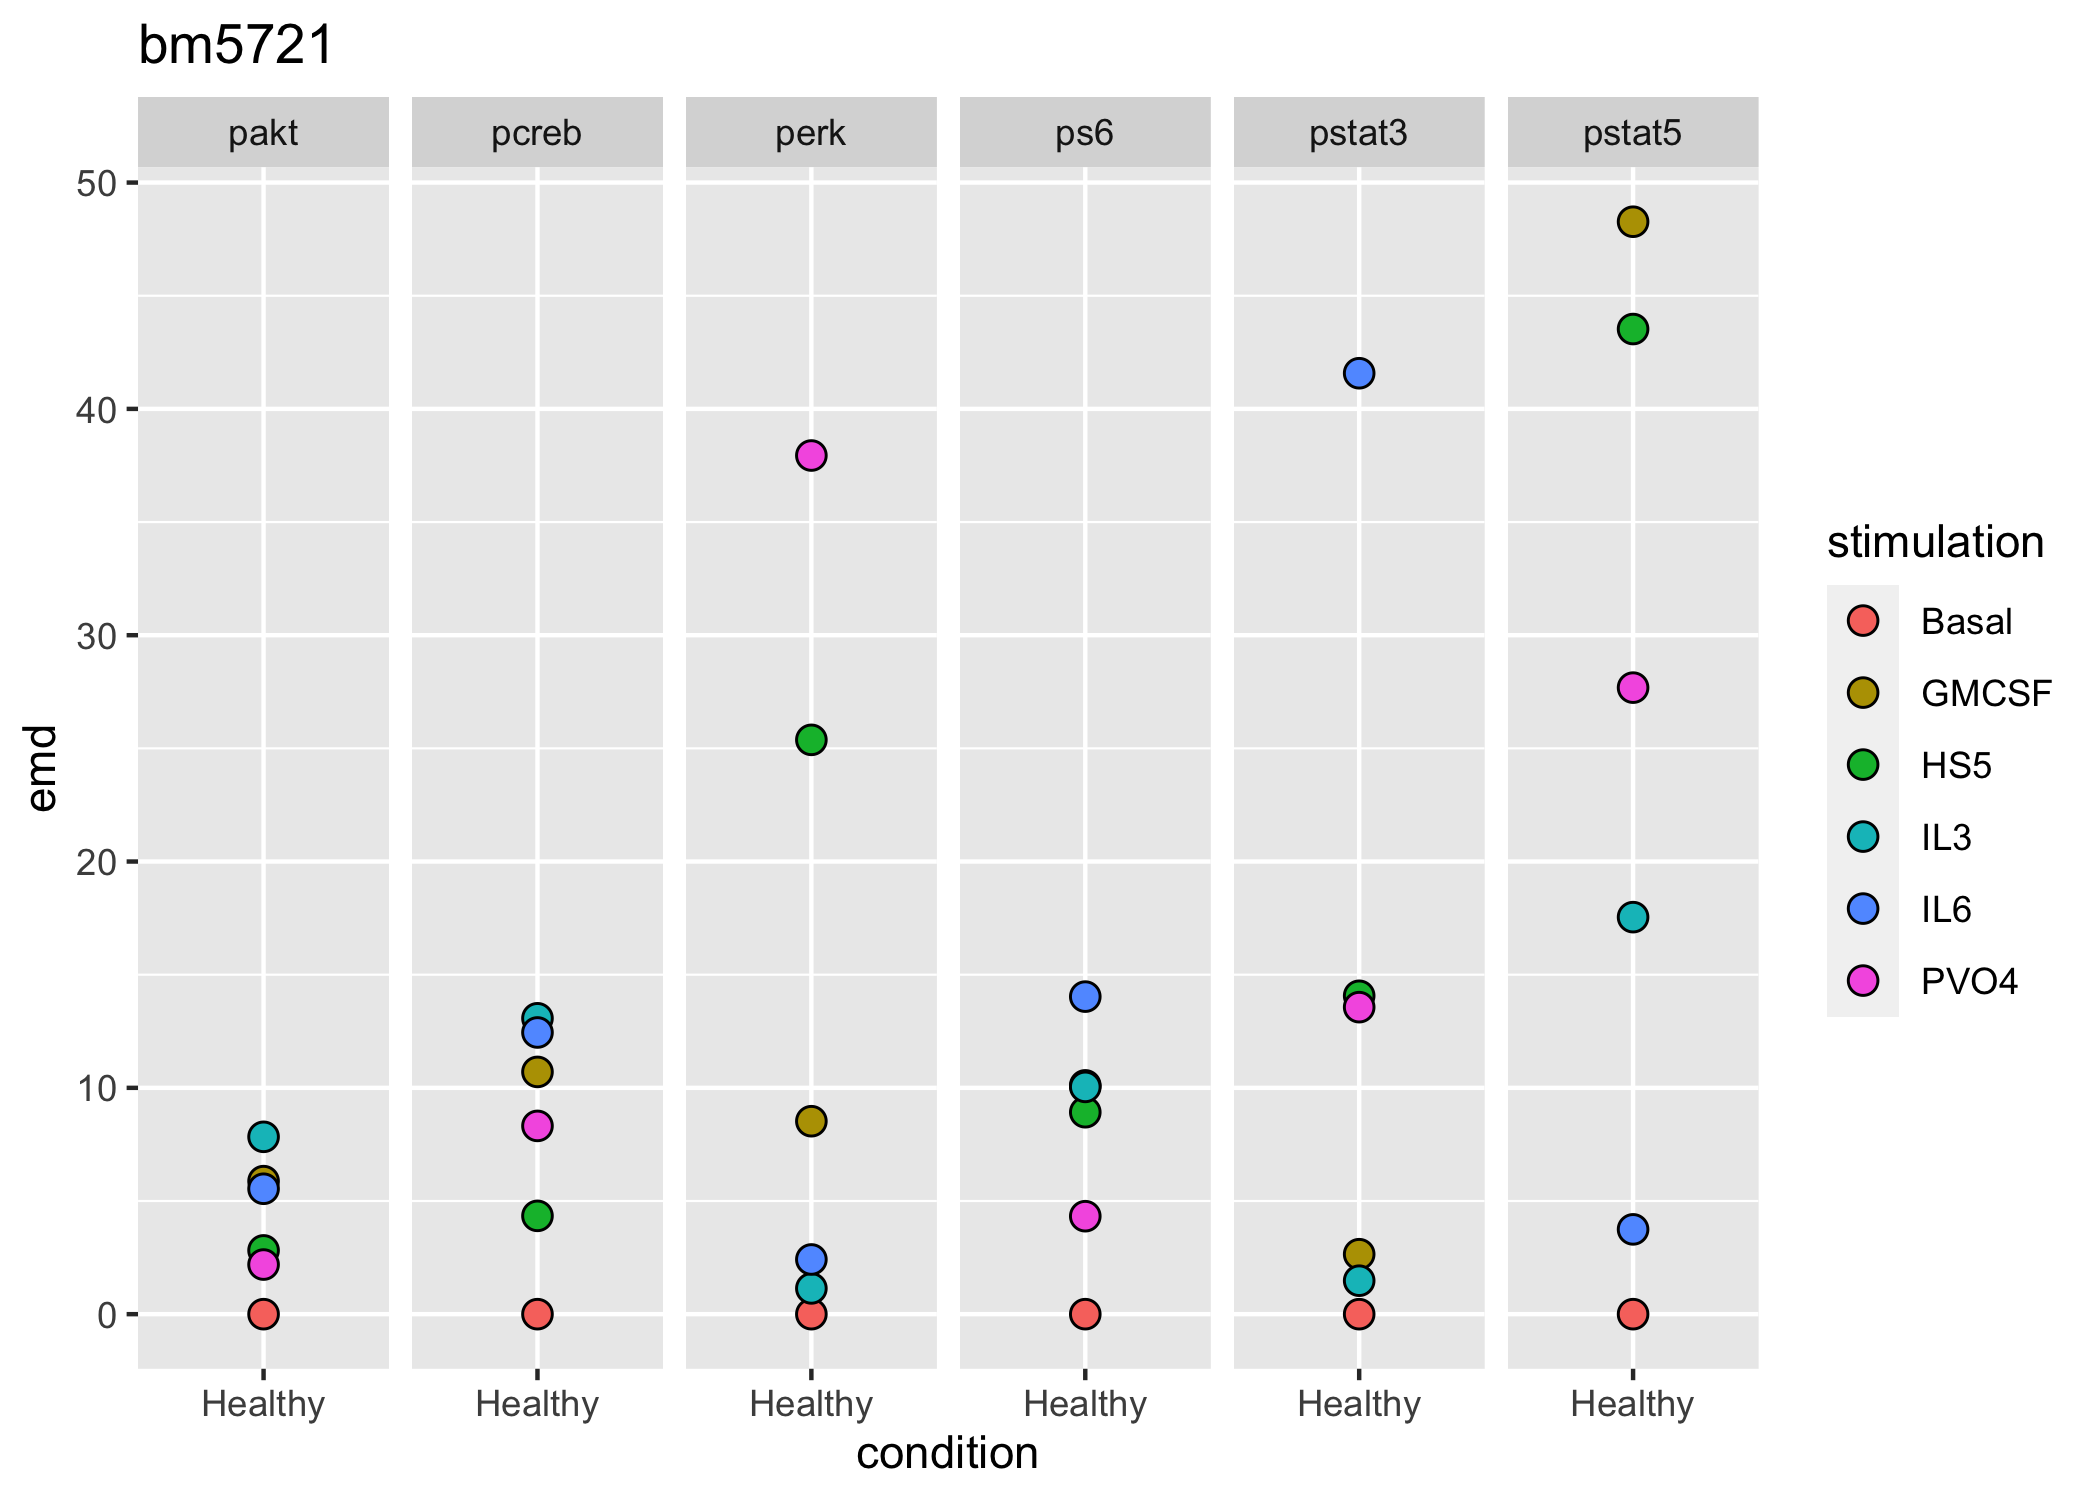 bm5721
pakt pcreb perk ps6 pstat3 pstat5
50
40
30
20
10
0
emd
Healthy Healthy Healthy Healthy Healthy Healthy
condition
stimulation
Basal
GMCSF
HS5
IL3
IL6
PVO4